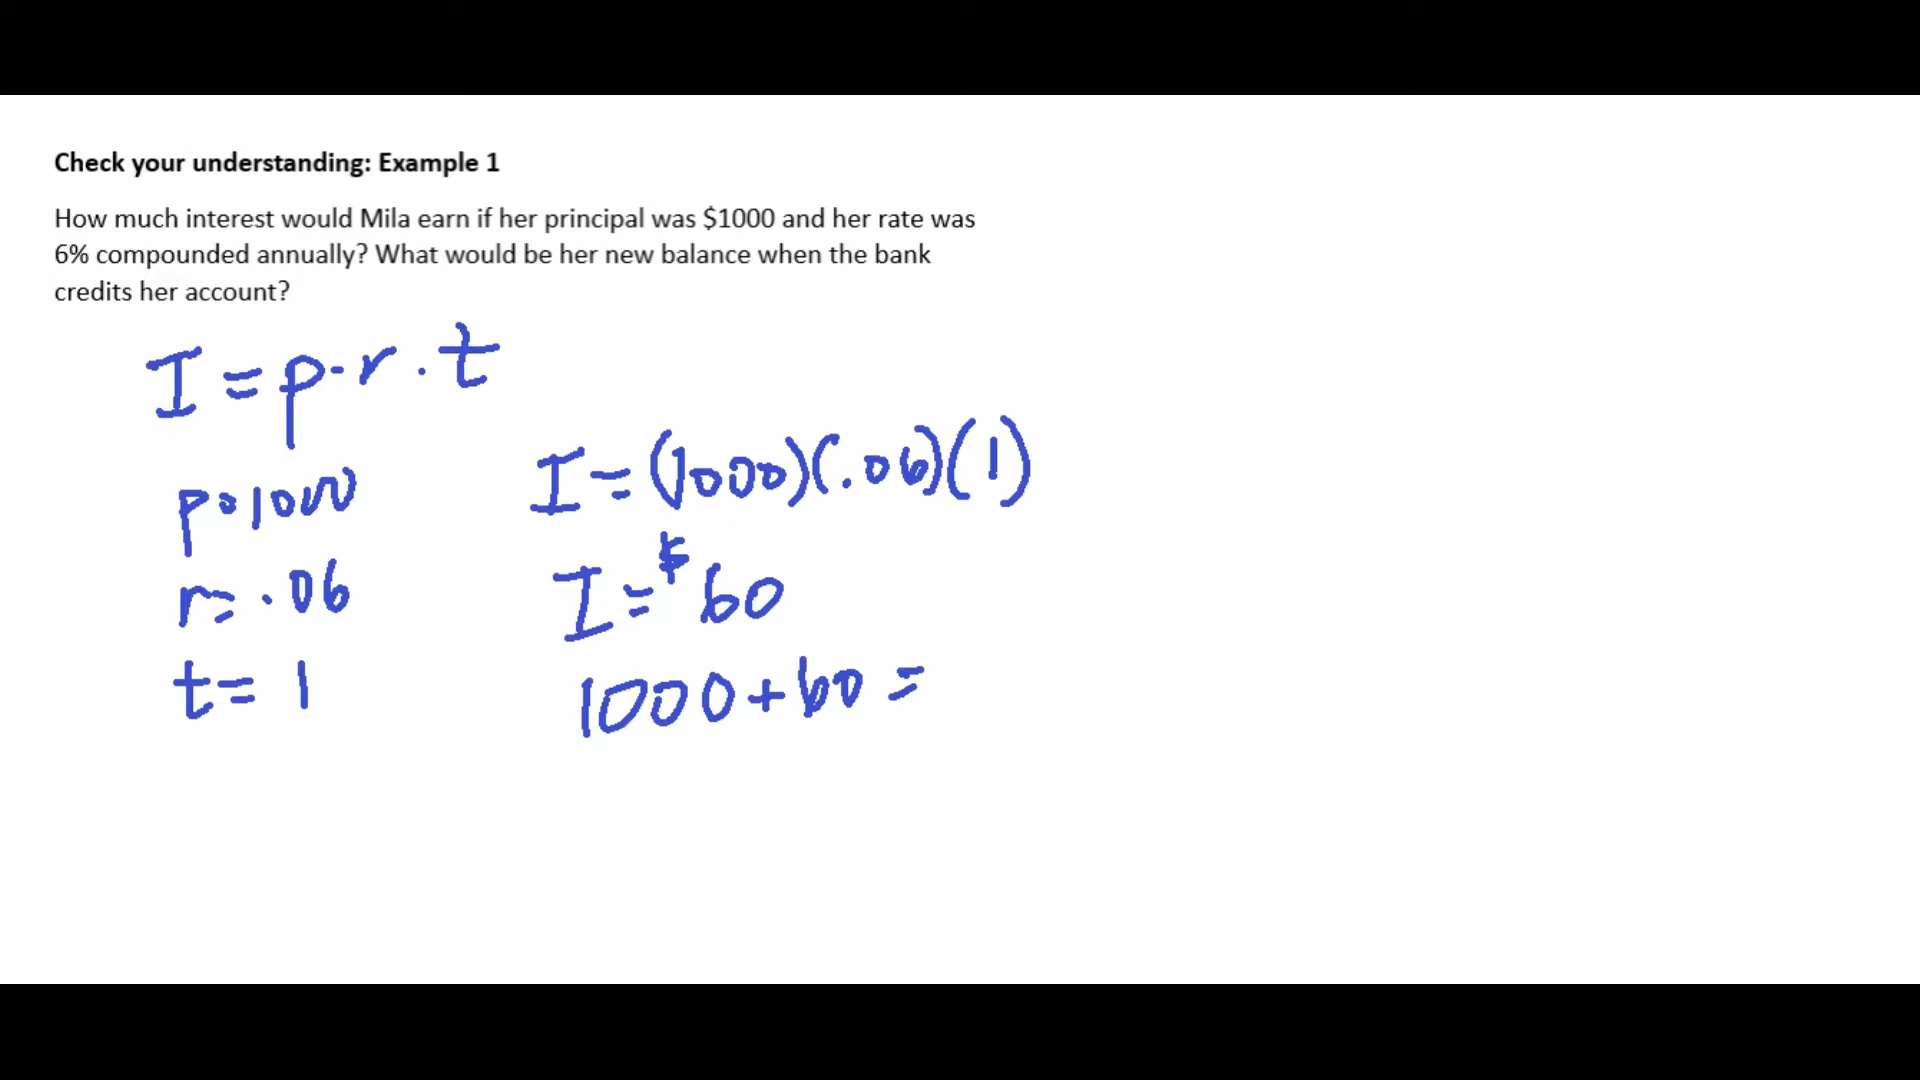 Check your understanding: Example 1
How much interest would Mila earn if her principal was $1000 and her rate was
6% compounded annually? What would be her new balance when the bank
credits her account?
I = p · r · t
p = 1000
r = .06
t = 1
I = (1000)(.06)(1)
I = $60
1000 + 60 =